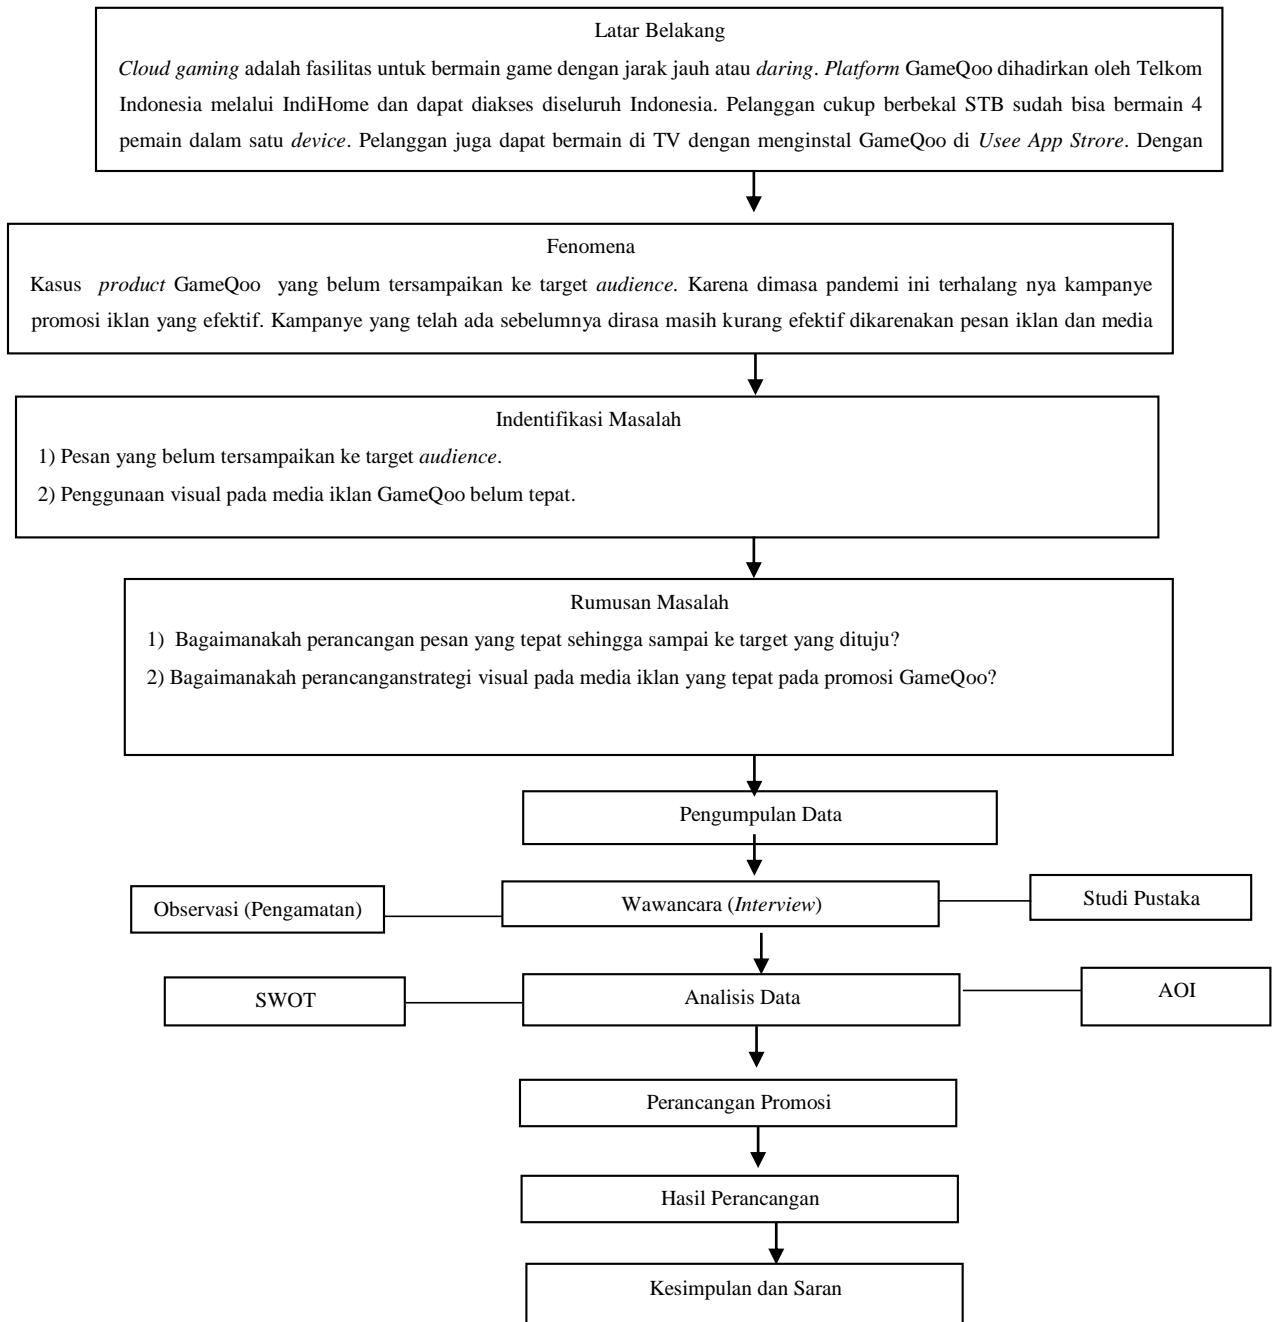 Latar Belakang
Cloud gaming adalah fasilitas untuk bermain game dengan jarak jauh atau daring. Platform GameQoo dihadirkan oleh Telkom
Indonesia melalui IndiHome dan dapat diakses diseluruh Indonesia. Pelanggan cukup berbekal STB sudah bisa bermain 4
pemain dalam satu device. Pelanggan juga dapat bermain di TV dengan menginstal GameQoo di Usee App Strore. Dengan
Fenomena
Kasus product GameQoo yang belum tersampaikan ke target audience. Karena dimasa pandemi ini terhalang nya kampanye
promosi iklan yang efektif. Kampanye yang telah ada sebelumnya dirasa masih kurang efektif dikarenakan pesan iklan dan media
Indentifikasi Masalah
1) Pesan yang belum tersampaikan ke target audience.
2) Penggunaan visual pada media iklan GameQoo belum tepat.
Rumusan Masalah
1) Bagaimanakah perancangan pesan yang tepat sehingga sampai ke target yang dituju?
2) Bagaimanakah perancanganstrategi visual pada media iklan yang tepat pada promosi GameQoo?
Pengumpulan Data
Observasi (Pengamatan)
Wawancara (Interview)
Studi Pustaka
SWOT
Analisis Data
AOI
Perancangan Promosi
Hasil Perancangan
Kesimpulan dan Saran